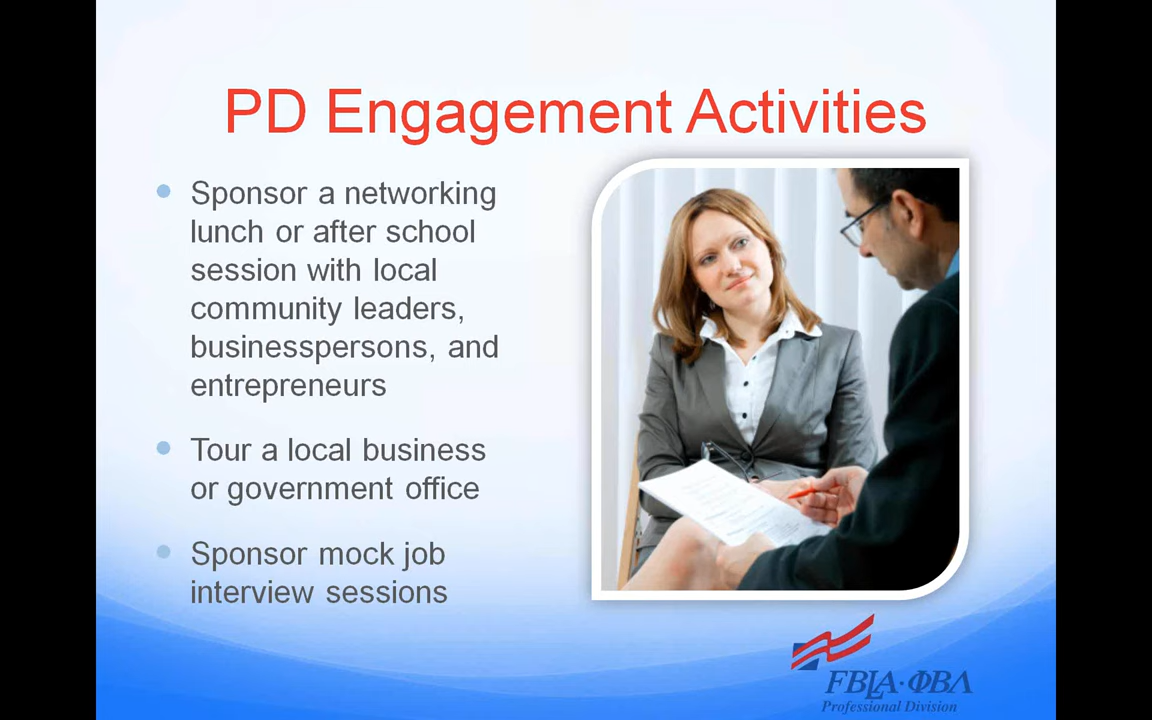 PD Engagement Activities
Sponsor a networking
lunch or after school
session with local
community leaders,
businesspersons, and
entrepreneurs
Tour a local business
or government office
Sponsor mock job
interview sessions
FBLA·ΦΒΛ
Professional Division